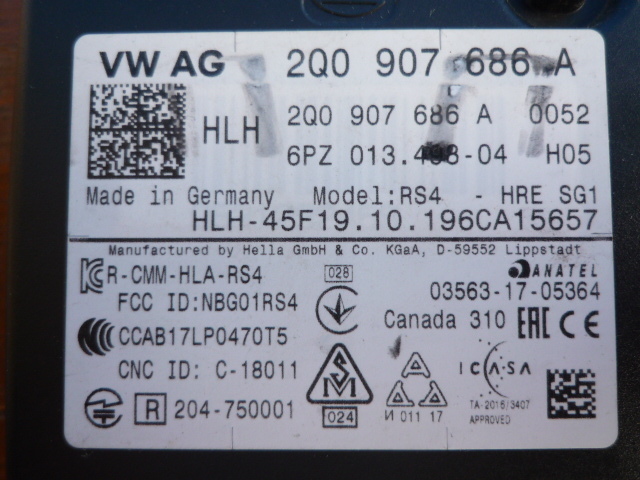 VW AG 2Q0 907 686 A
HLH 2Q0 907 686 A 0052
6PZ 013.498-04 H05
Made in Germany Model:RS4 - HRE SG1
HLH-45F19.10.196CA15657
Manufactured by Hella GmbH & Co. KGaA, D-59552 Lippstadt
R-CMM-HLA-RS4 028 ANATEL
FCC ID:NBG01RS4 03563-17-05364
CCAB17LP0470T5 Canada 310 EAC CE
CNC ID: C-18011 ICASA
R 204-750001 024 И 011 17 TA-2016/3407
APPROVED